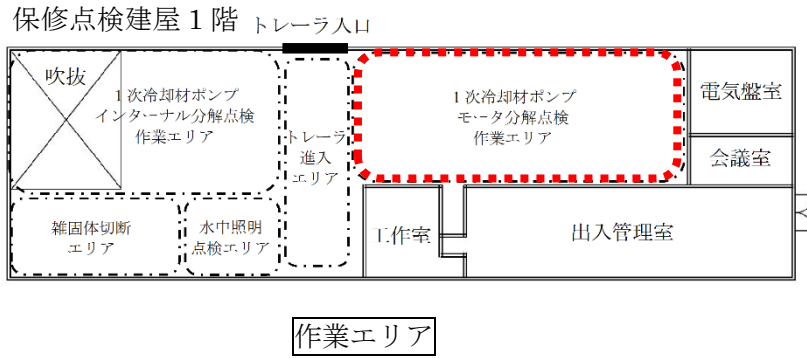 保修点検建屋1階
トレーラ入口
吹抜
1次冷却材ポンプ
インターナル分解点検
作業エリア
トレーラ
進入
エリア
1次冷却材ポンプ
モータ分解点検
作業エリア
電気盤室
会議室
雑固体切断
エリア
水中照明
点検エリア
工作室
出入管理室
作業エリア